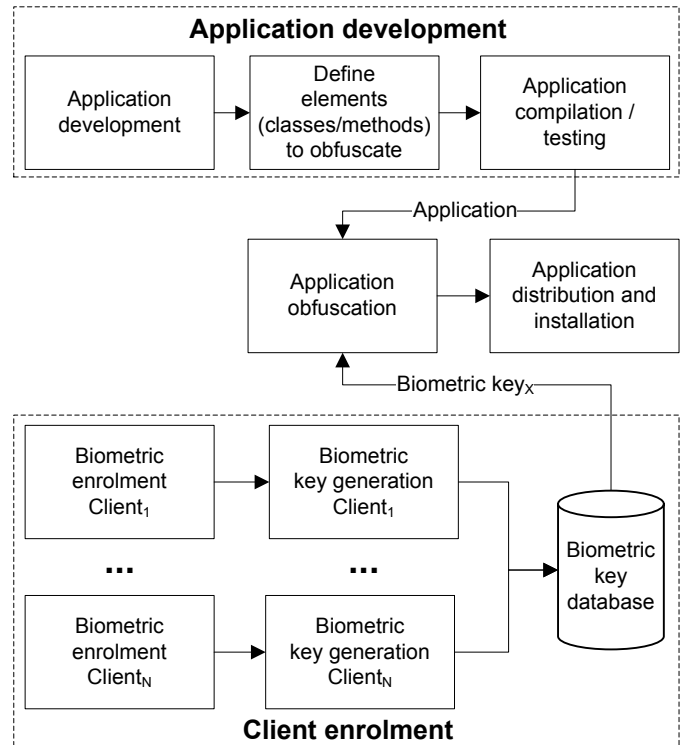 Application development
Application
development
Define
elements
(classes/methods)
to obfuscate
Application
compilation /
testing
Application
Application
obfuscation
Application
distribution and
installation
Biometric keyX
Biometric
enrolment
Client1
Biometric
key generation
Client1
...
...
Biometric
key
database
Biometric
enrolment
ClientN
Biometric
key generation
ClientN
Client enrolment